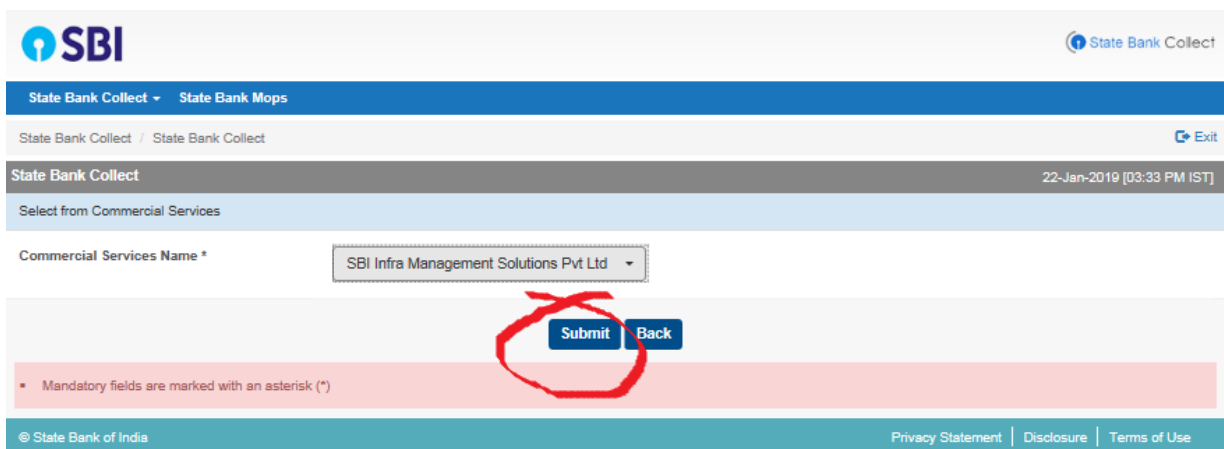 SBI
State Bank Collect
State Bank Collect State Bank Mops
State Bank Collect / State Bank Collect
Exit
State Bank Collect
22-Jan-2019 [03:33 PM IST]
Select from Commercial Services
Commercial Services Name *
SBI Infra Management Solutions Pvt Ltd
Submit Back
Mandatory fields are marked with an asterisk (*)
© State Bank of India
Privacy Statement | Disclosure | Terms of Use